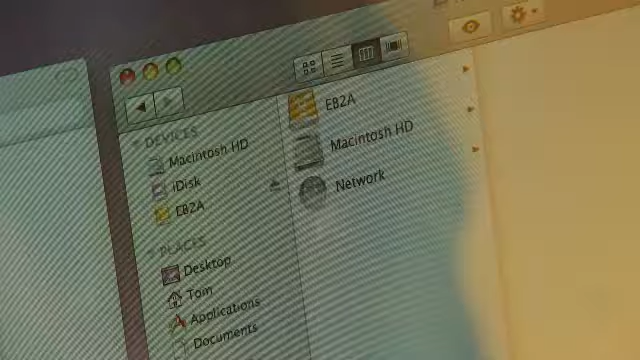 DEVICES
Macintosh HD
iDisk
EB2A
PLACES
Desktop
Tom
Applications
Documents
EB2A
Macintosh HD
Network